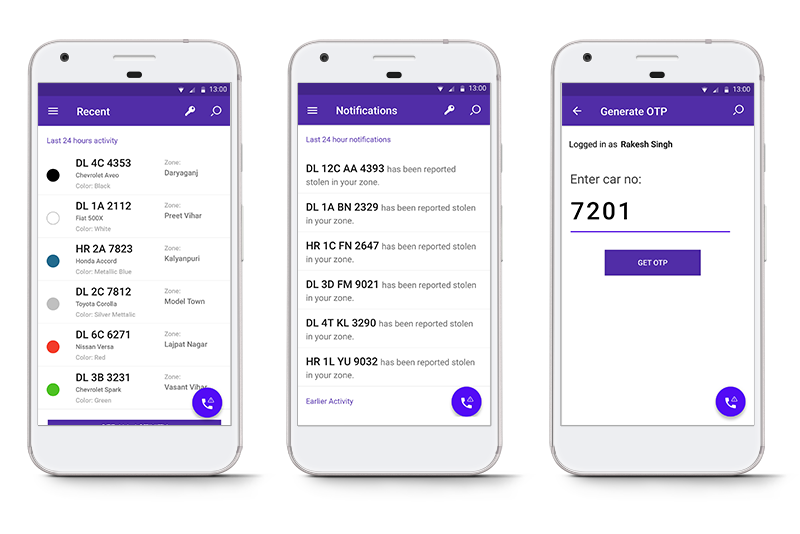 13:00
Recent
Last 24 hours activity
DL 4C 4353
Chevrolet Aveo
Color: Black
Zone:
Daryaganj
DL 1A 2112
Fiat 500X
Color: White
Zone:
Preet Vihar
HR 2A 7823
Honda Accord
Color: Metallic Blue
Zone:
Kalyanpuri
DL 2C 7812
Toyota Corolla
Color: Silver Mettalic
Zone:
Model Town
DL 6C 6271
Nissan Versa
Color: Red
Zone:
Lajpat Nagar
DL 3B 3231
Chevrolet Spark
Color: Green
Zone:
Vasant Vihar
13:00
Notifications
Last 24 hour notifications
DL 12C AA 4393 has been reported
stolen in your zone.
DL 1A BN 2329 has been reported stolen
in your zone.
HR 1C FN 2647 has been reported stolen
in your zone.
DL 3D FM 9021 has been reported stolen
in your zone.
DL 4T KL 3290 has been reported stolen
in your zone.
HR 1L YU 9032 has been reported stolen
in your zone.
Earlier Activity
13:00
Generate OTP
Logged in as Rakesh Singh
Enter car no:
7201
GET OTP